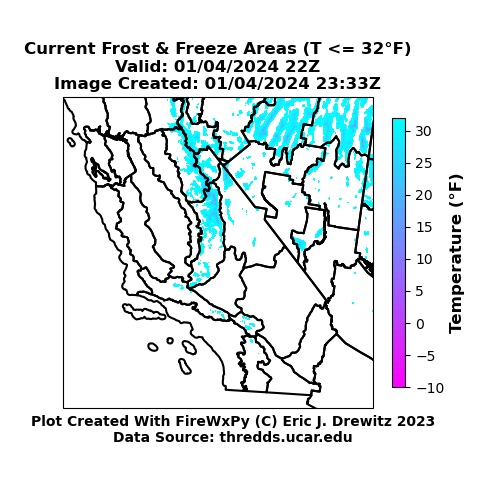 Current Frost & Freeze Areas (T <= 32°F)
Valid: 01/04/2024 22Z
Image Created: 01/04/2024 23:33Z
30
25
20
15
10
5
0
−5
−10
Temperature (°F)
Plot Created With FireWxPy (C) Eric J. Drewitz 2023
Data Source: thredds.ucar.edu